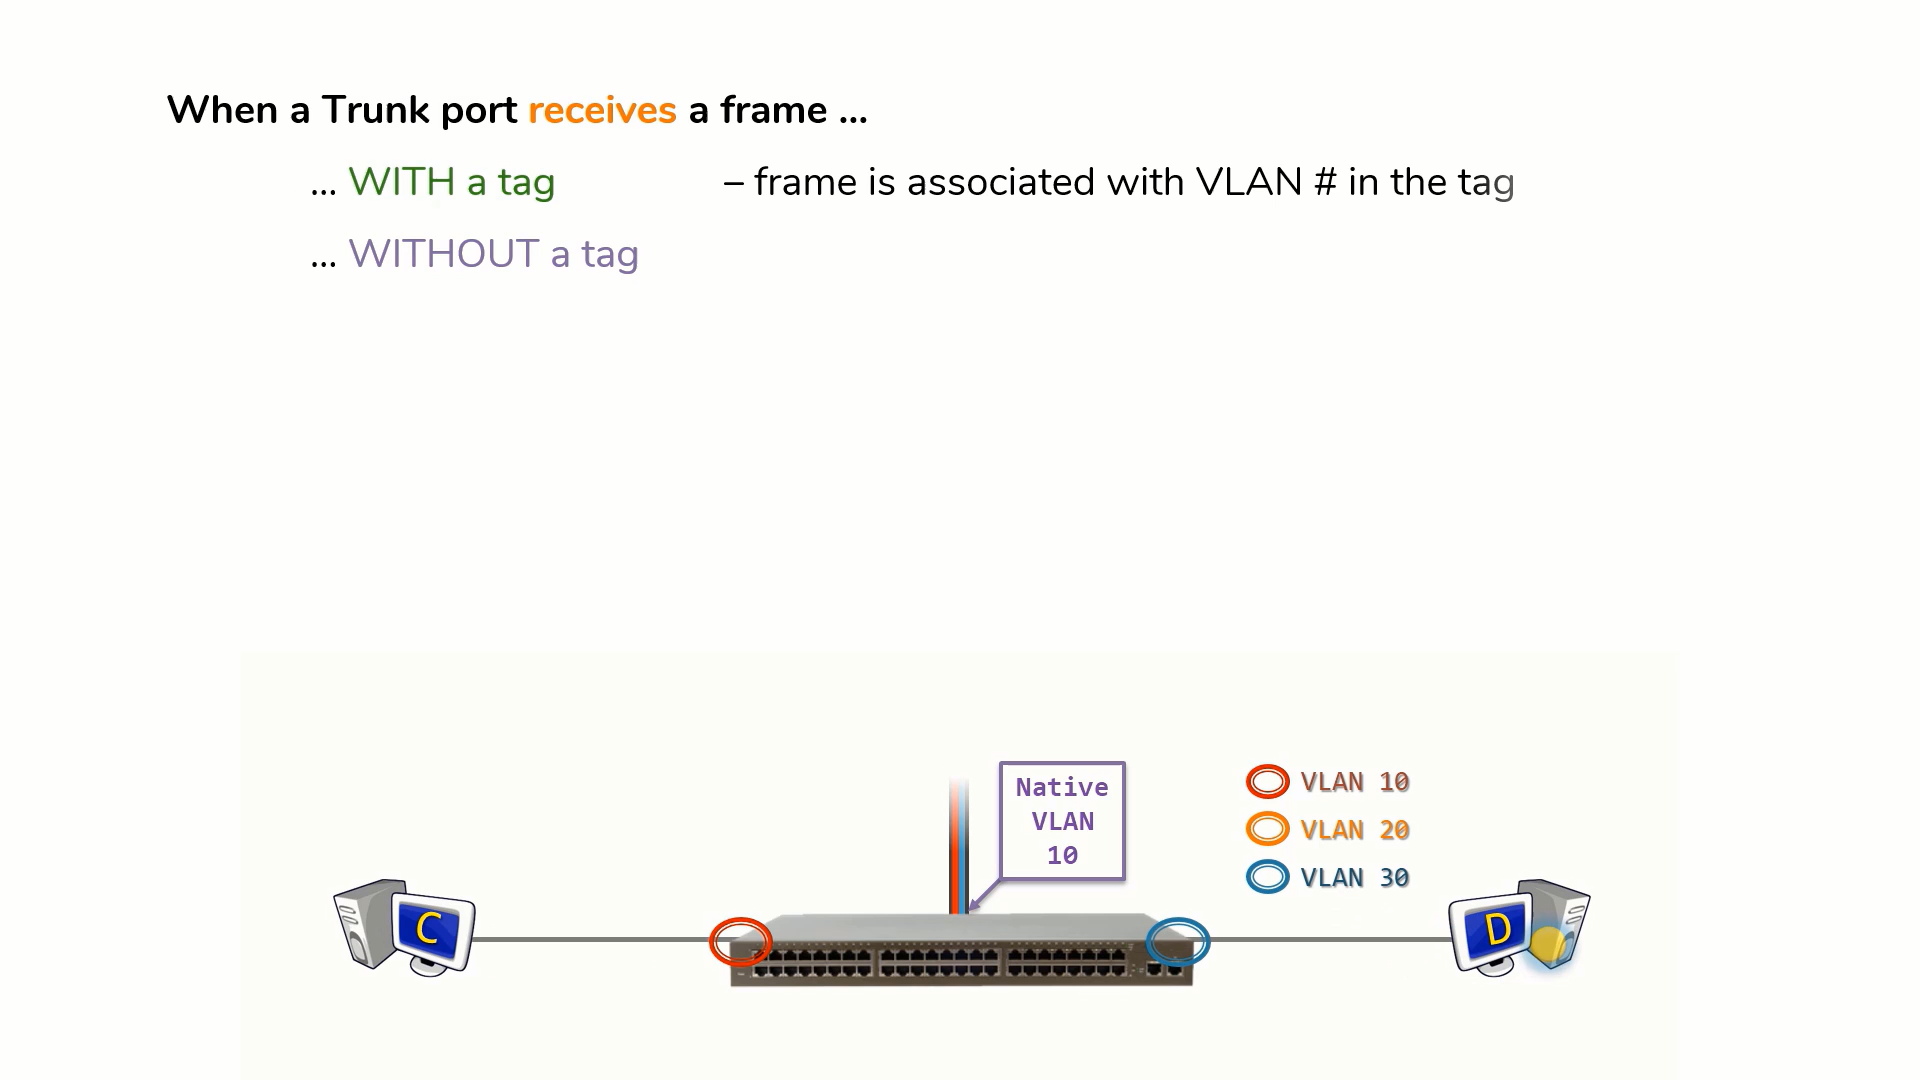 When a Trunk port receives a frame ...
... WITH a tag – frame is associated with VLAN # in the tag
... WITHOUT a tag
Native
VLAN
10
VLAN 10
VLAN 20
VLAN 30
C
D